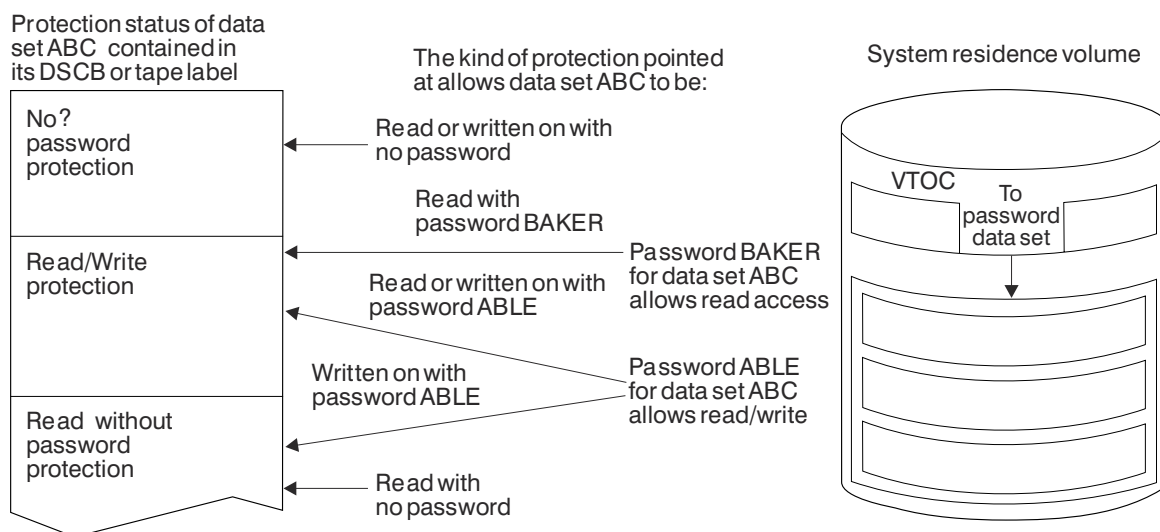 Protection status of data
set ABC contained in
its DSCB or tape label
The kind of protection pointed
at allows data set ABC to be:
System residence volume
No?
password
protection
Read or written on with
no password
Read with
password BAKER
Read/Write
protection
Password BAKER
for data set ABC
allows read access
Read or written on with
password ABLE
Written on with
password ABLE
Password ABLE
for data set ABC
allows read/write
Read without
password
protection
Read with
no password
VTOC
To
password
data set